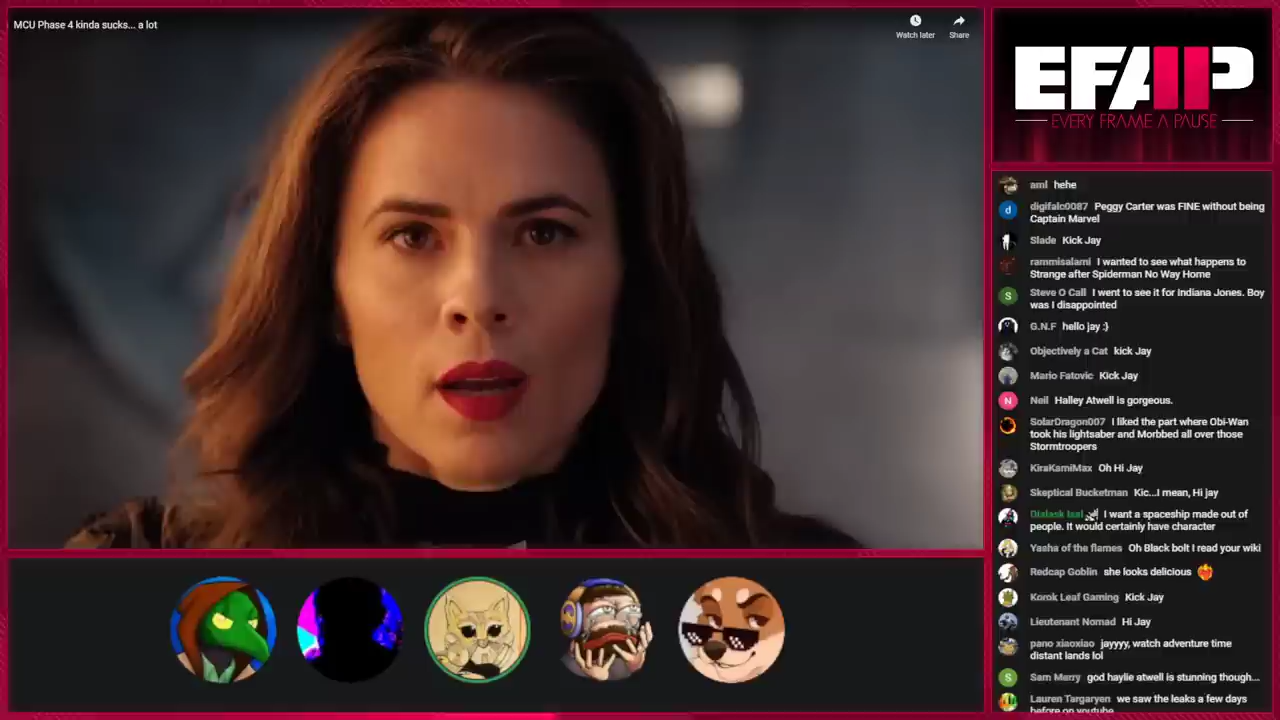 MCU Phase 4 kinda sucks... a lot
Watch later
Share
EFAP
EVERY FRAME A PAUSE
aml hehe
digifalc0087 Peggy Carter was FINE without being
Captain Marvel
Slade Kick Jay
rammisalami I wanted to see what happens to
Strange after Spiderman No Way Home
Steve O Call I went to see it for Indiana Jones. Boy
was I disappointed
G.N.F hello jay :}
Objectively a Cat kick Jay
Mario Fatovic Kick Jay
N
Neil Halley Atwell is gorgeous.
SolarDragon007 I liked the part where Obi-Wan
took his lightsaber and Morbbed all over those
Stormtroopers
KiraKamiMax Oh Hi Jay
Skeptical Bucketman Kic...I mean, Hi jay
I want a spaceship made out of
people. It would certainly have character
Yasha of the flames Oh Black bolt I read your wiki
Redcap Goblin she looks delicious
Korok Leaf Gaming Kick Jay
Lieutenant Nomad Hi Jay
pano xiaoxiao jayyyy, watch adventure time
distant lands lol
S
Sam Merry god haylie atwell is stunning though...
Lauren Targaryen we saw the leaks a few days
before on youtube